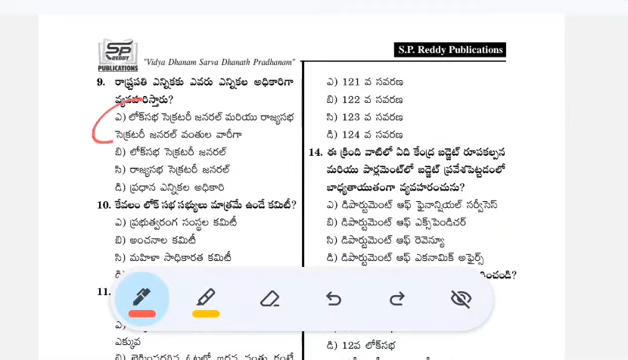 SP
REDDY
PUBLICATIONS
"Vidya Dhanam Sarva Dhanath Pradhanam"
S.P. Reddy Publications
9. రాష్ట్రపతి ఎన్నికకు ఎవరు ఎన్నికల అధికారిగా
వ్యవహరిస్తారు?
ఎ) లోక్‌సభ సెక్రటరీ జనరల్ మరియు రాజ్యసభ
సెక్రటరీ జనరల్ వంతుల వారీగా
బి) లోక్‌సభ సెక్రటరీ జనరల్
సి) రాజ్యసభ సెక్రటరీ జనరల్
డి) ప్రధాన ఎన్నికల అధికారి
10. కేవలం లోక్ సభ సభ్యులు మాత్రమే ఉండే కమిటీ?
ఎ) ప్రభుత్వరంగ సంస్థల కమిటీ
బి) అంచనాల కమిటీ
సి) మహిళా సాధికారత కమిటీ
11.
ఎక్కువ
ఎ) 121 వ సవరణ
బి) 122 వ సవరణ
సి) 123 వ సవరణ
డి) 124 వ సవరణ
14. ఈ క్రింది వాటిలో ఏది కేంద్ర బడ్జెట్ రూపకల్పన
మరియు పార్లమెంట్‌లో బడ్జెట్ ప్రవేశపెట్టడంలో
బాధ్యతాయుతంగా వ్యవహరించును?
ఎ) డిపార్టుమెంట్ ఆఫ్ ఫైనాన్షియల్ సర్వీసెస్
బి) డిపార్టుమెంట్ ఆఫ్ ఎక్స్‌పెండిచర్
సి) డిపార్టుమెంట్ ఆఫ్ రెవెన్యూ
డి) డిపార్టుమెంట్ ఆఫ్ ఎకనామిక్ అఫైర్స్
డి) 12వ లోక్‌సభ